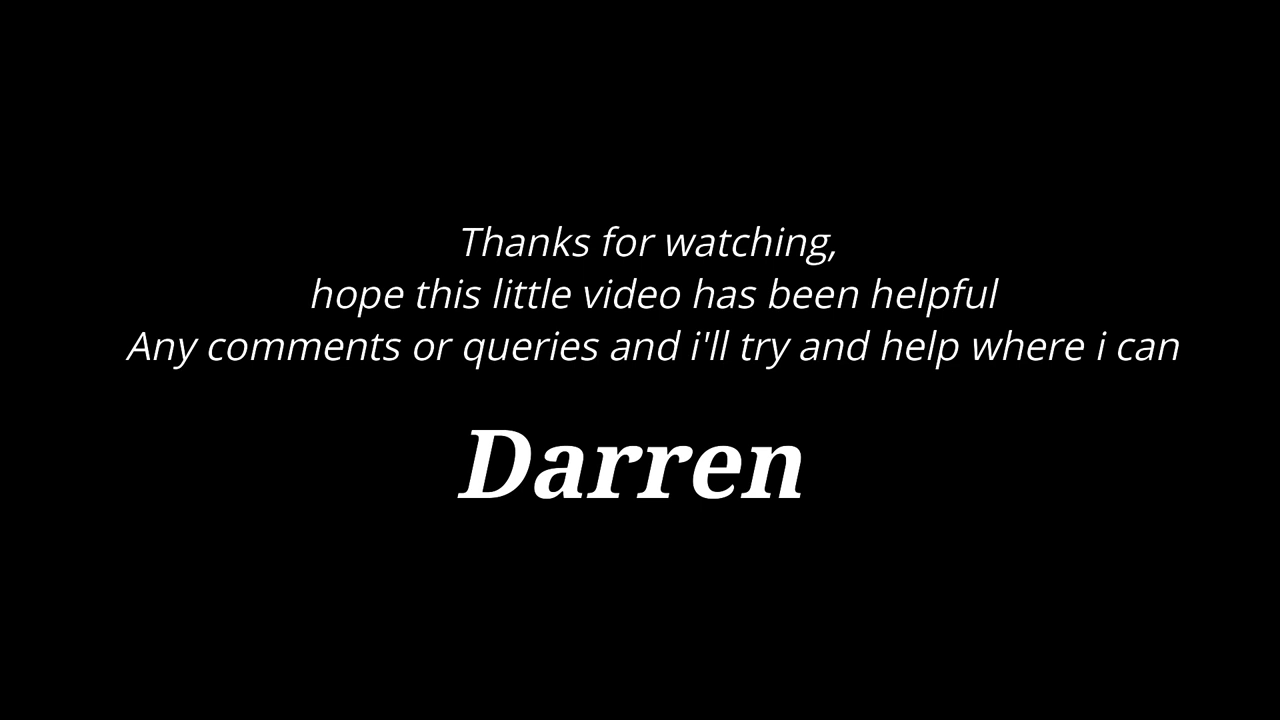 Thanks for watching,
hope this little video has been helpful
Any comments or queries and i'll try and help where i can
Darren